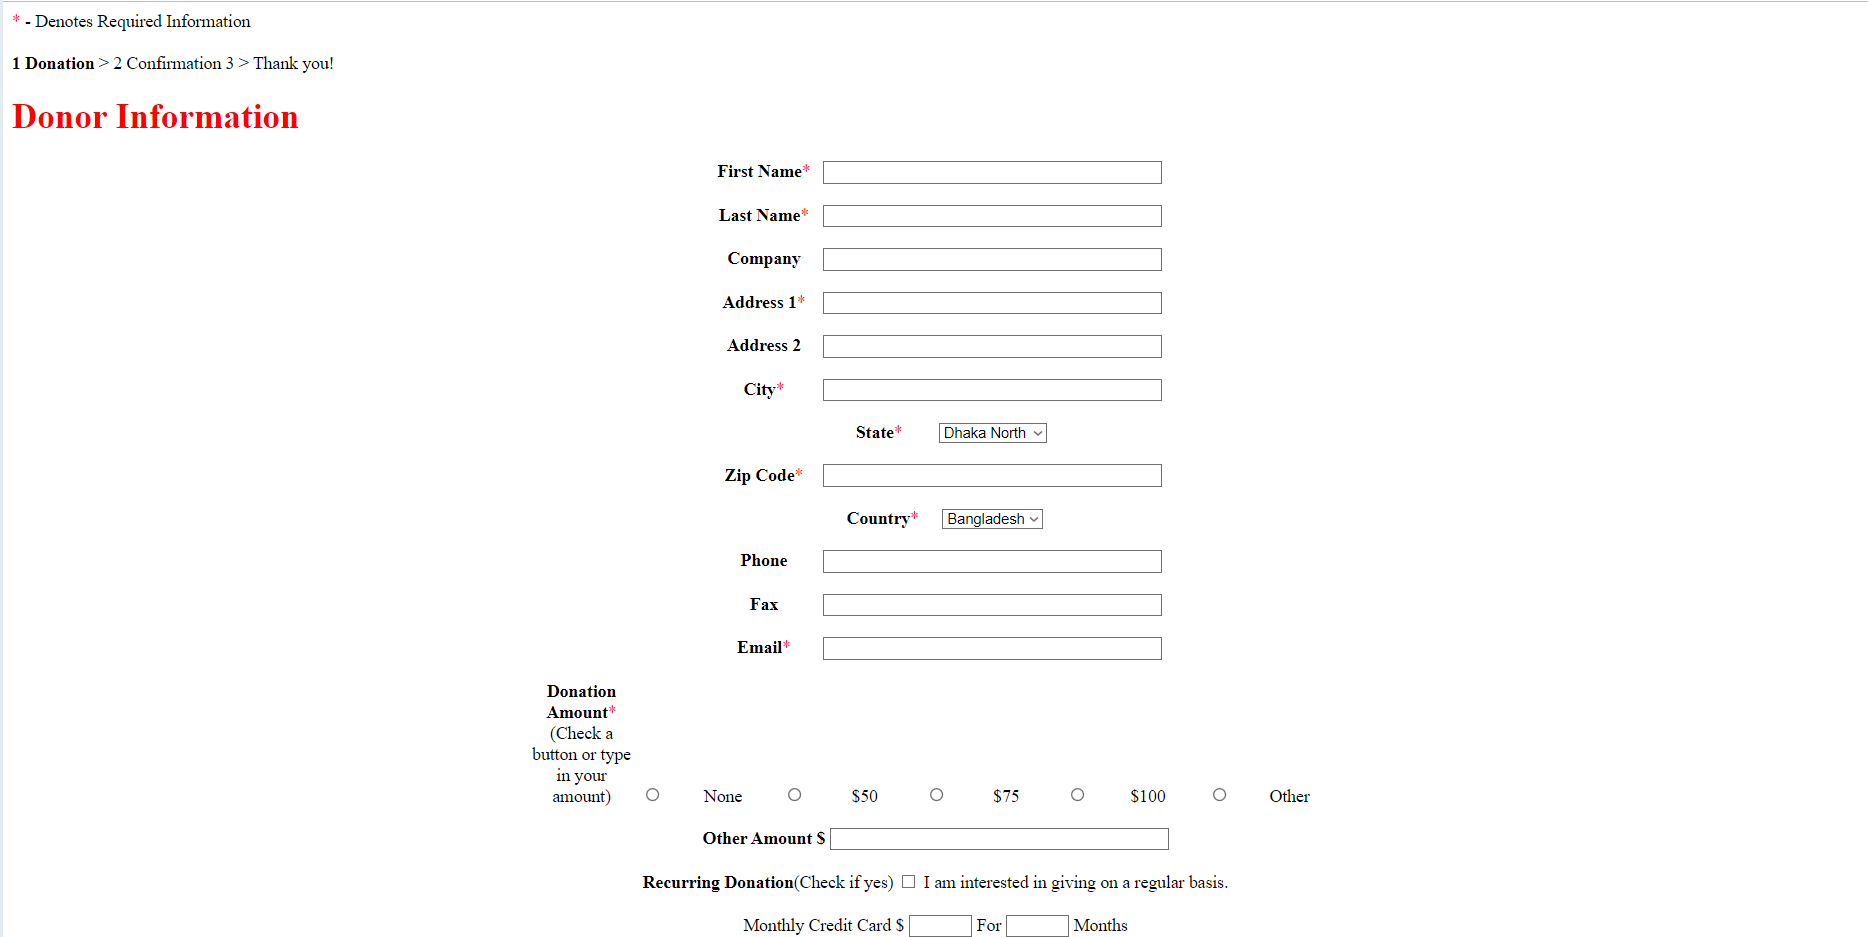 * - Denotes Required Information
1 Donation > 2 Confirmation 3 > Thank you!
Donor Information
First Name*
Last Name*
Company
Address 1*
Address 2
City*
State* Dhaka North
Zip Code*
Country* Bangladesh
Phone
Fax
Email*
Donation
Amount*
(Check a
button or type
in your
amount) None $50 $75 $100 Other
Other Amount $
Recurring Donation(Check if yes) I am interested in giving on a regular basis.
Monthly Credit Card $ For Months